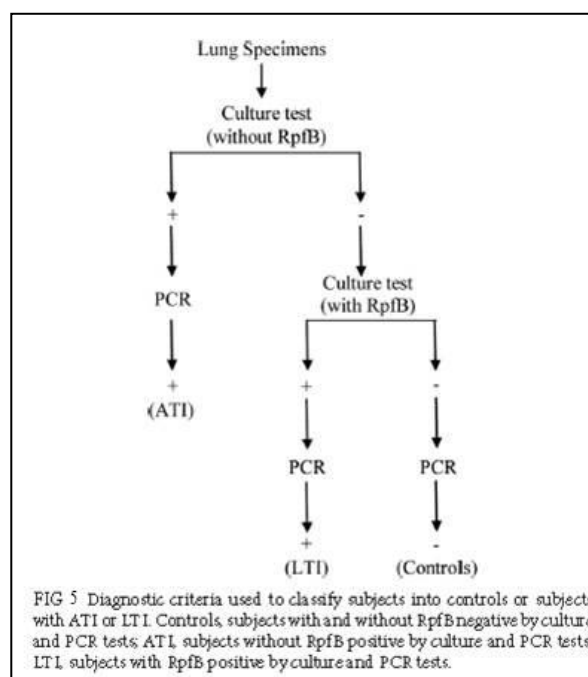 Lung Specimens
Culture test
(without RpfB)
+ -
PCR Culture test
(with RpfB)
+ + -
(ATI)
PCR PCR
+ -
(LTI) (Controls)
FIG 5 Diagnostic criteria used to classify subjects into controls or subjects
with ATI or LTI. Controls, subjects with and without RpfB negative by culture
and PCR tests; ATI, subjects without RpfB positive by culture and PCR tests
LTI, subjects with RpfB positive by culture and PCR tests.